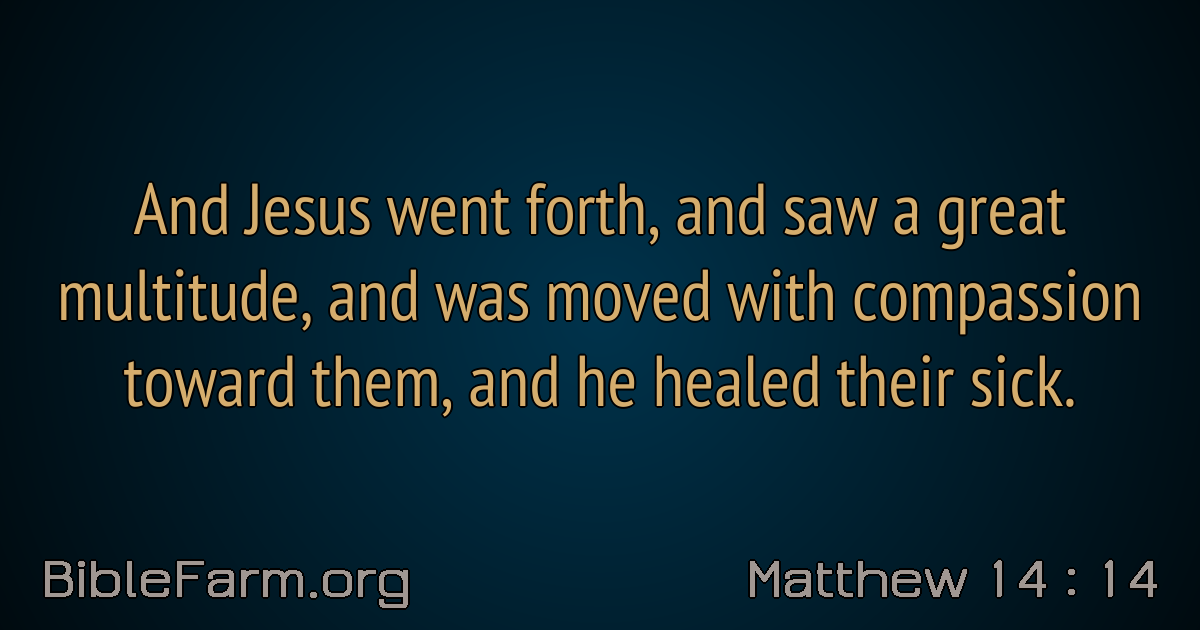 And Jesus went forth, and saw a great
multitude, and was moved with compassion
toward them, and he healed their sick.
BibleFarm.org
Matthew 14 : 14